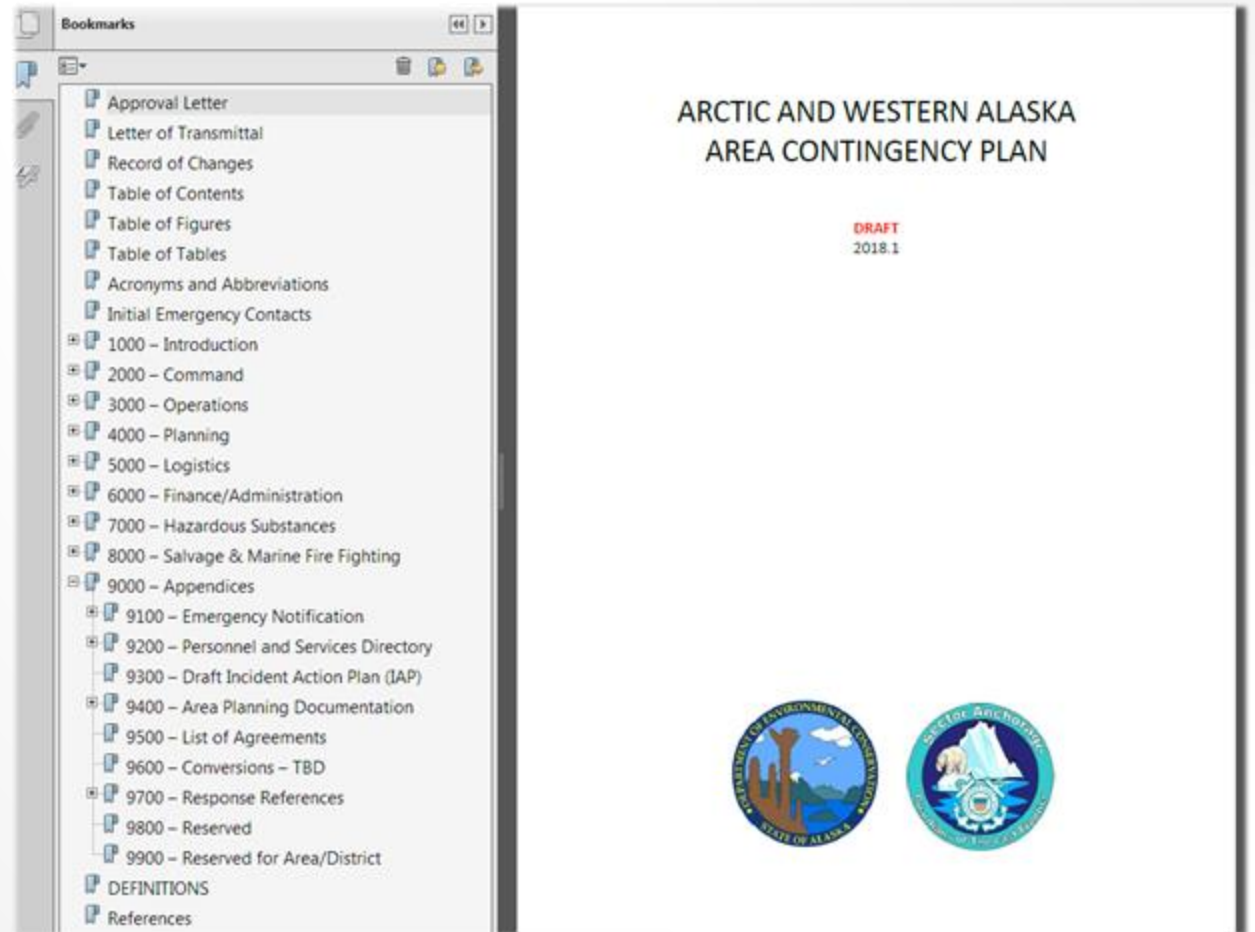 Bookmarks
Approval Letter
Letter of Transmittal
Record of Changes
Table of Contents
Table of Figures
Table of Tables
Acronyms and Abbreviations
Initial Emergency Contacts
1000 – Introduction
2000 – Command
3000 – Operations
4000 – Planning
5000 – Logistics
6000 – Finance/Administration
7000 – Hazardous Substances
8000 – Salvage & Marine Fire Fighting
9000 – Appendices
9100 – Emergency Notification
9200 – Personnel and Services Directory
9300 – Draft Incident Action Plan (IAP)
9400 – Area Planning Documentation
9500 – List of Agreements
9600 – Conversions – TBD
9700 – Response References
9800 – Reserved
9900 – Reserved for Area/District
DEFINITIONS
References
ARCTIC AND WESTERN ALASKA
AREA CONTINGENCY PLAN
DRAFT
2018.1
DEPARTMENT OF ENVIRONMENTAL CONSERVATION
STATE OF ALASKA
Sector Anchorage